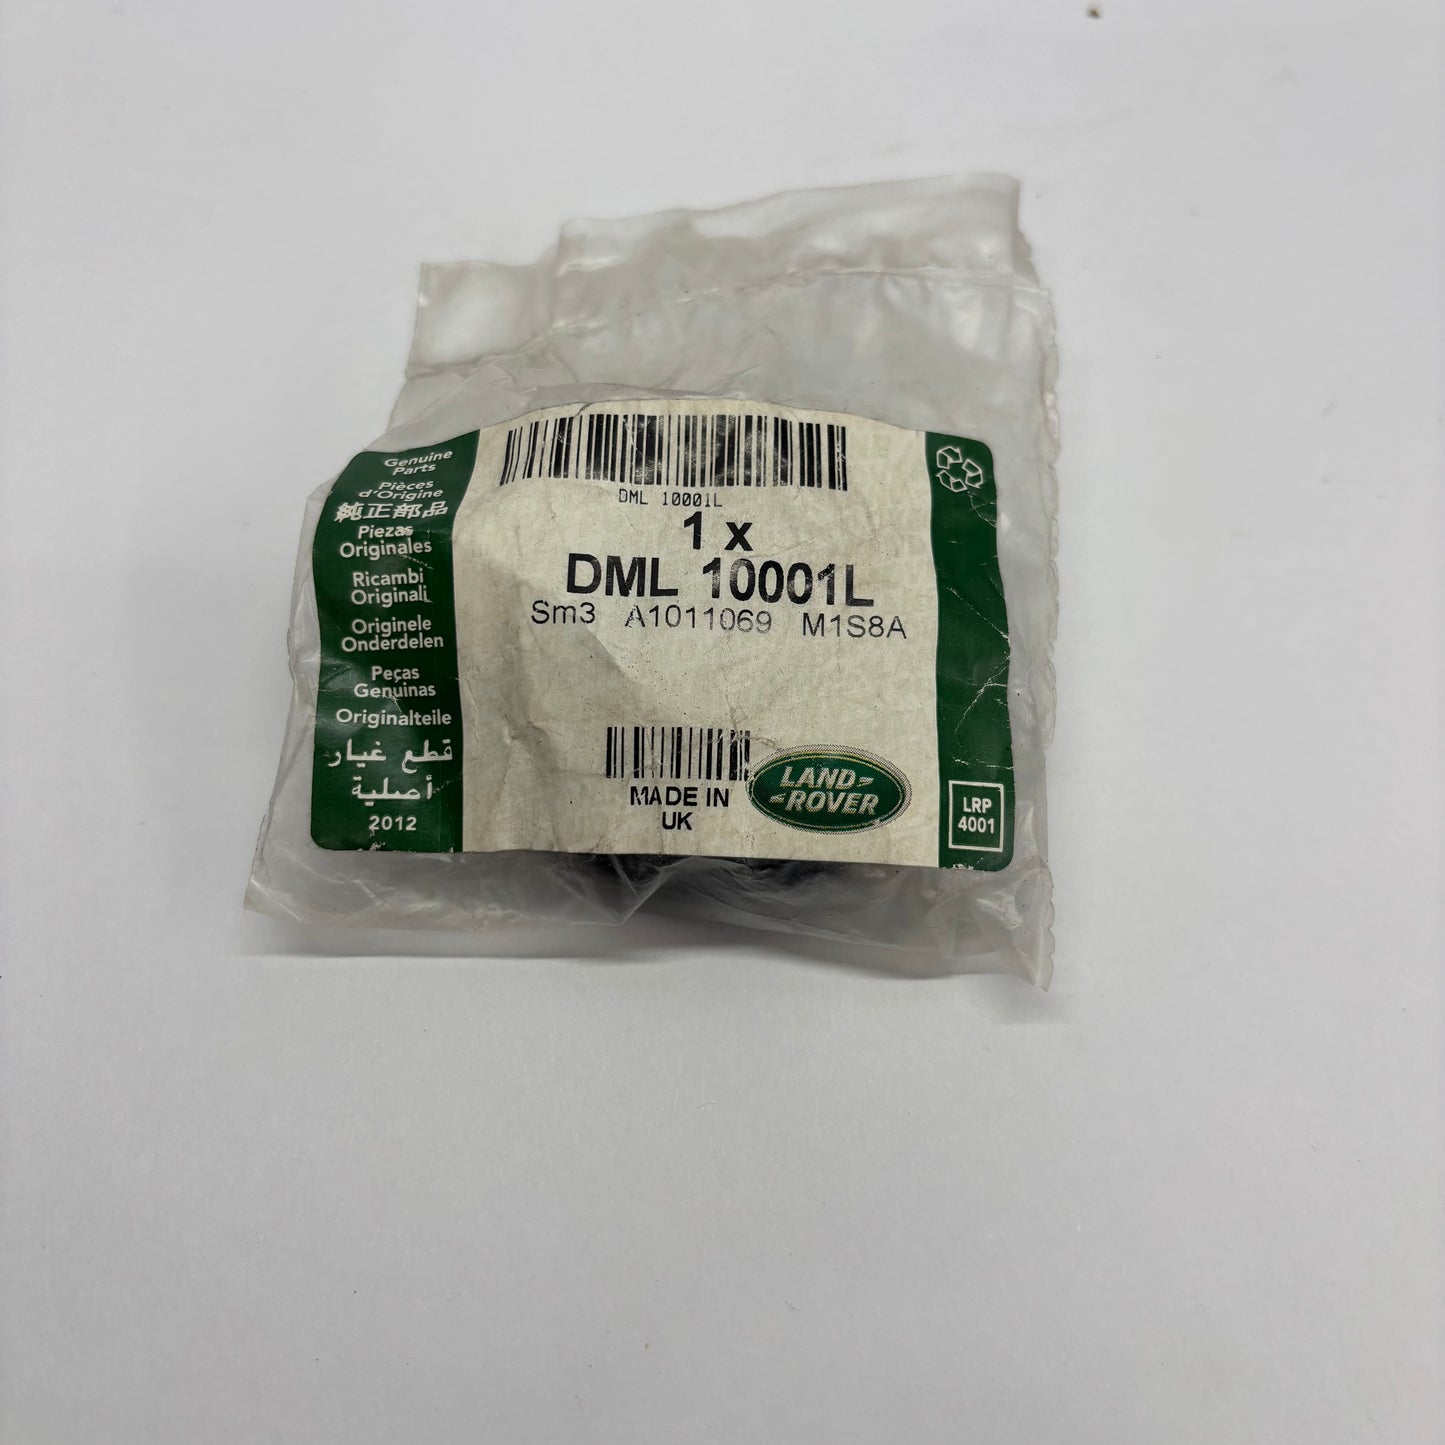 Genuine
Parts
Pièces
d'Origine
純正部品
Piezas
Originales
Ricambi
Originali
Originele
Onderdelen
Peças
Genuinas
Originalteile
قطع غيار
أصلية
2012
DML 10001L
1 x
DML 10001L
Sm3 A1011069 M1S8A
MADE IN
UK
LAND-
-ROVER
LRP
4001